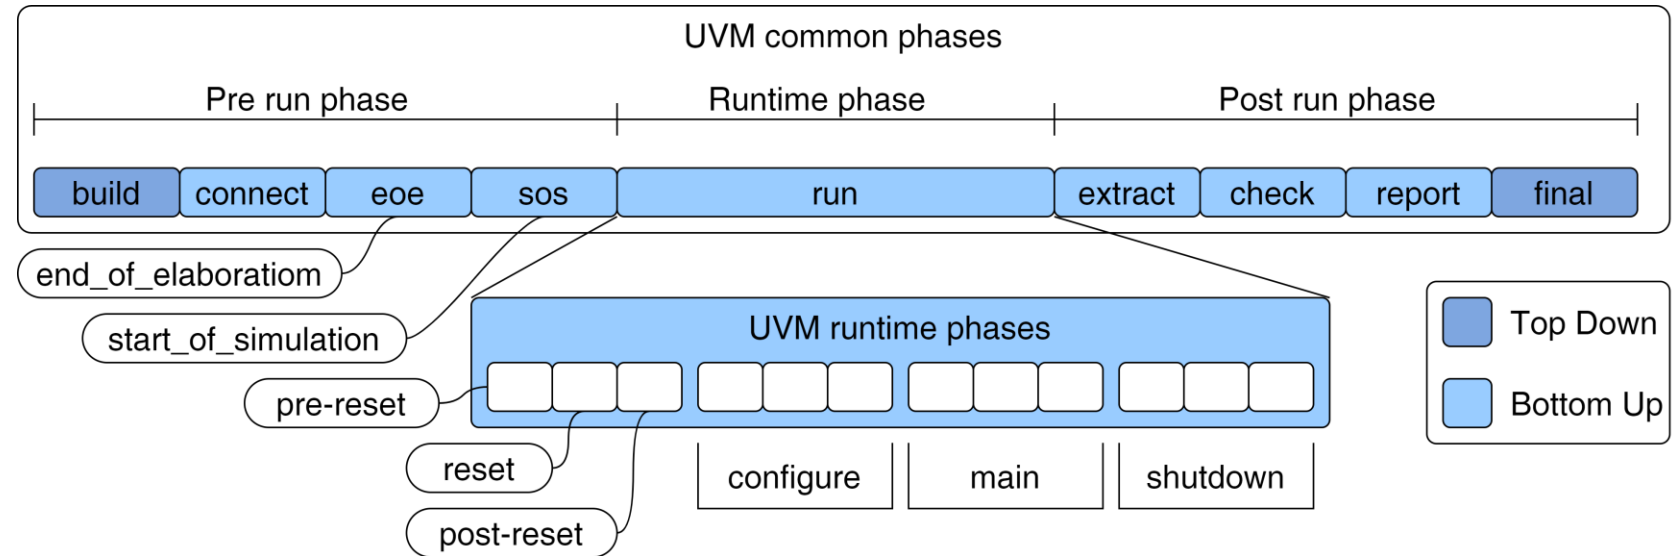 UVM common phases
Pre run phase
Runtime phase
Post run phase
build
connect
eoe
sos
run
extract
check
report
final
end_of_elaboratiom
start_of_simulation
UVM runtime phases
Top Down
Bottom Up
pre-reset
reset
post-reset
configure
main
shutdown